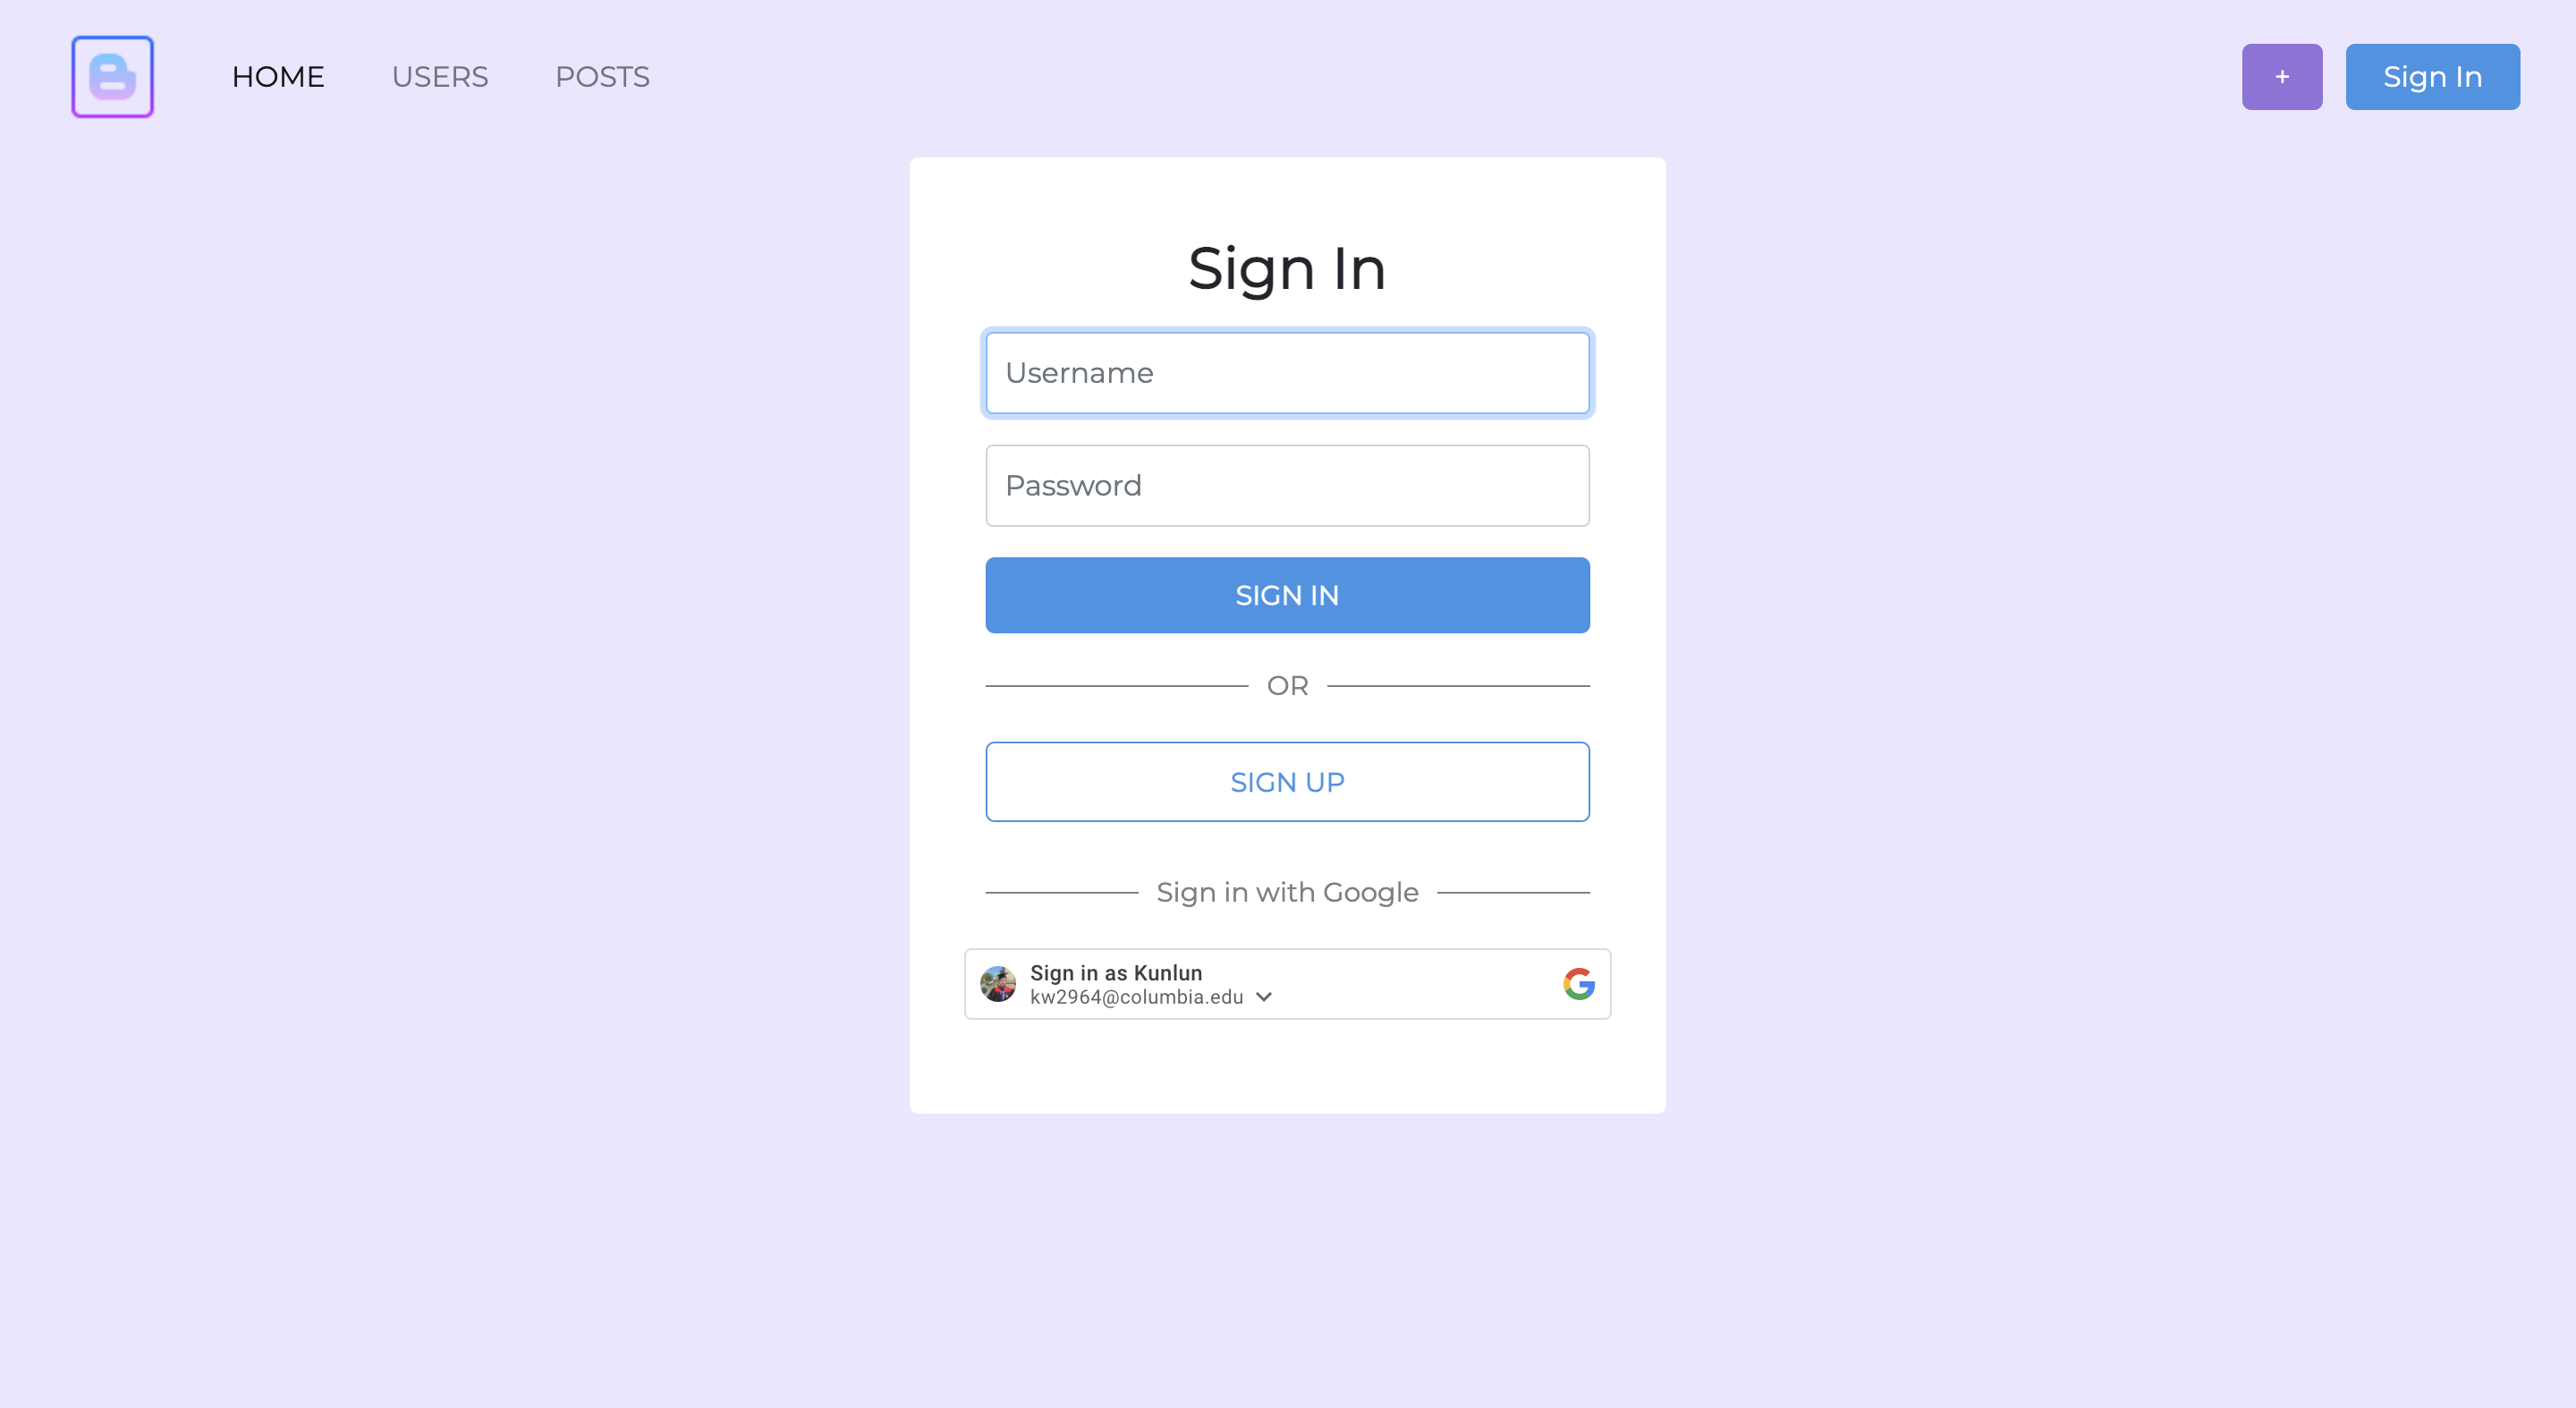 HOME
USERS
POSTS
+
Sign In
Sign In
Username
Password
SIGN IN
OR
SIGN UP
Sign in with Google
Sign in as Kunlun
kw2964@columbia.edu